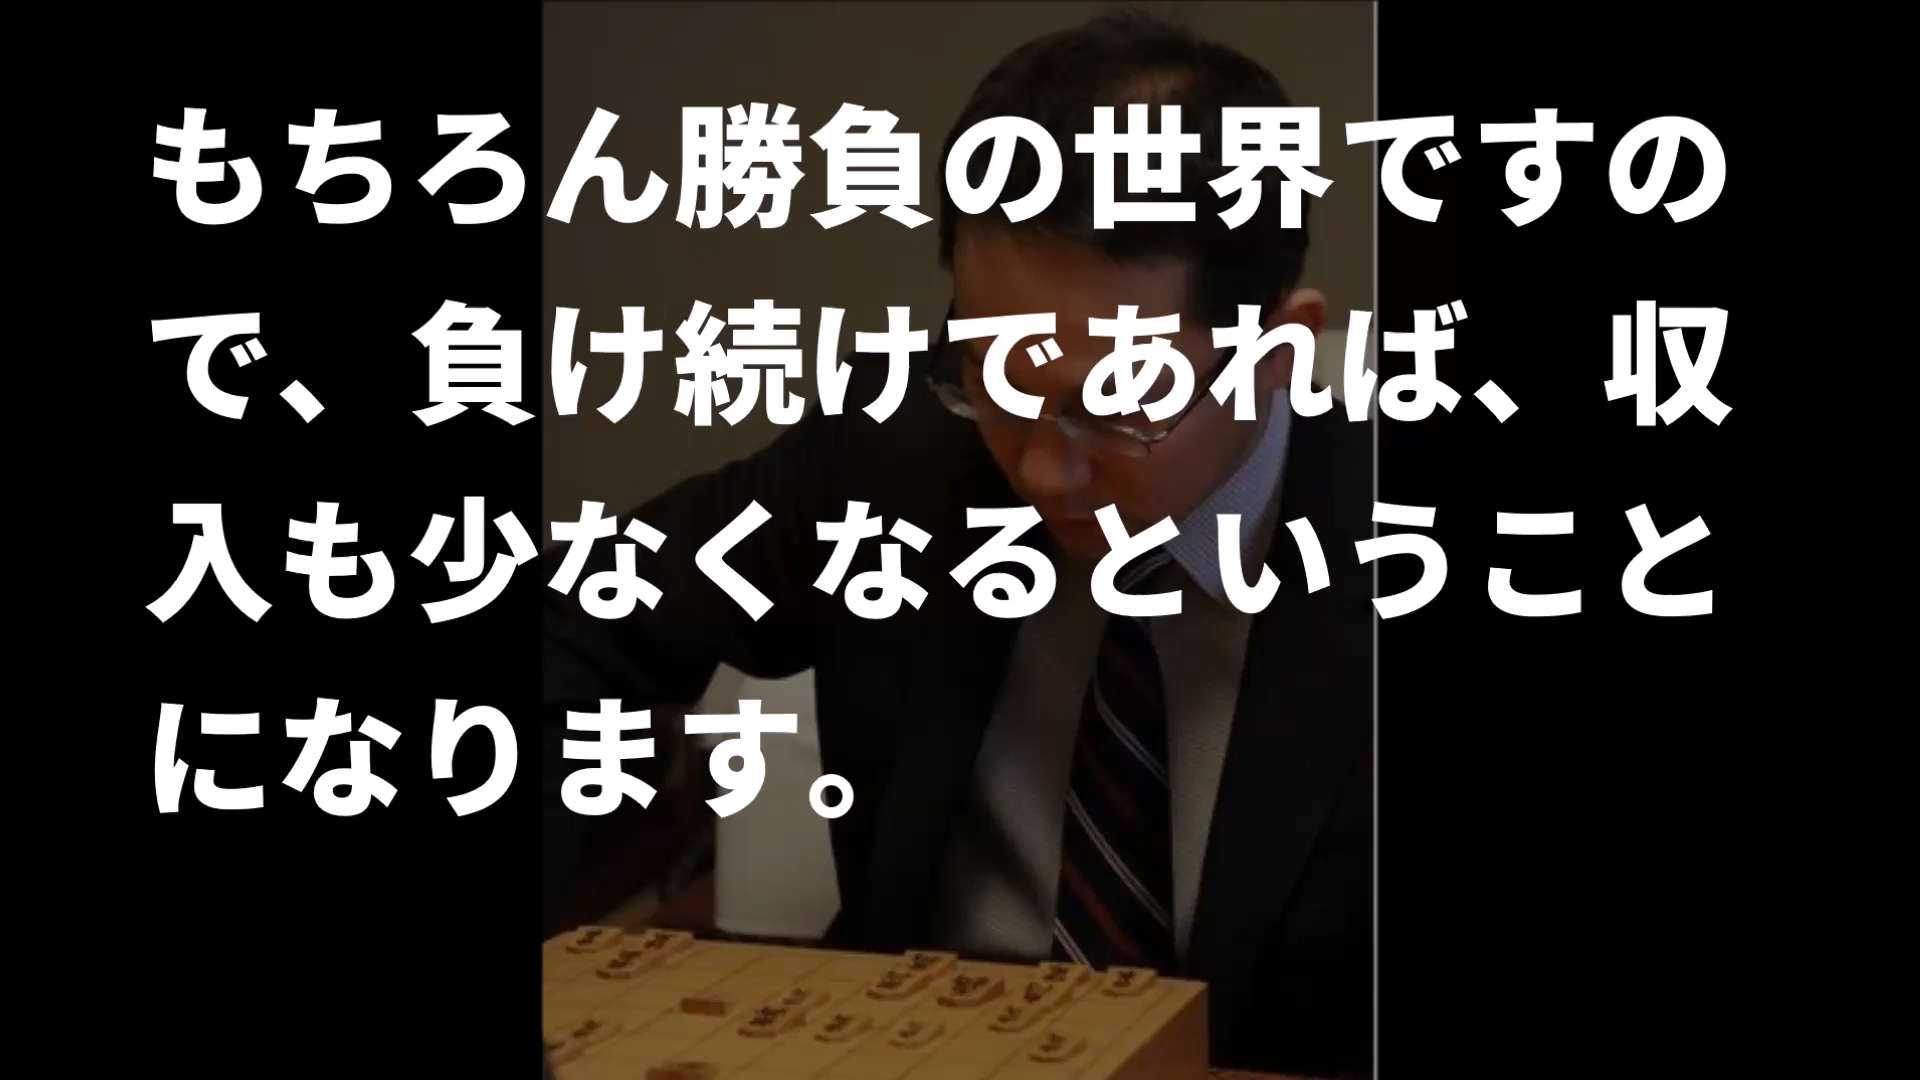 もちろん勝負の世界ですの
で、負け続けであれば、収
入も少なくなるということ
になります。